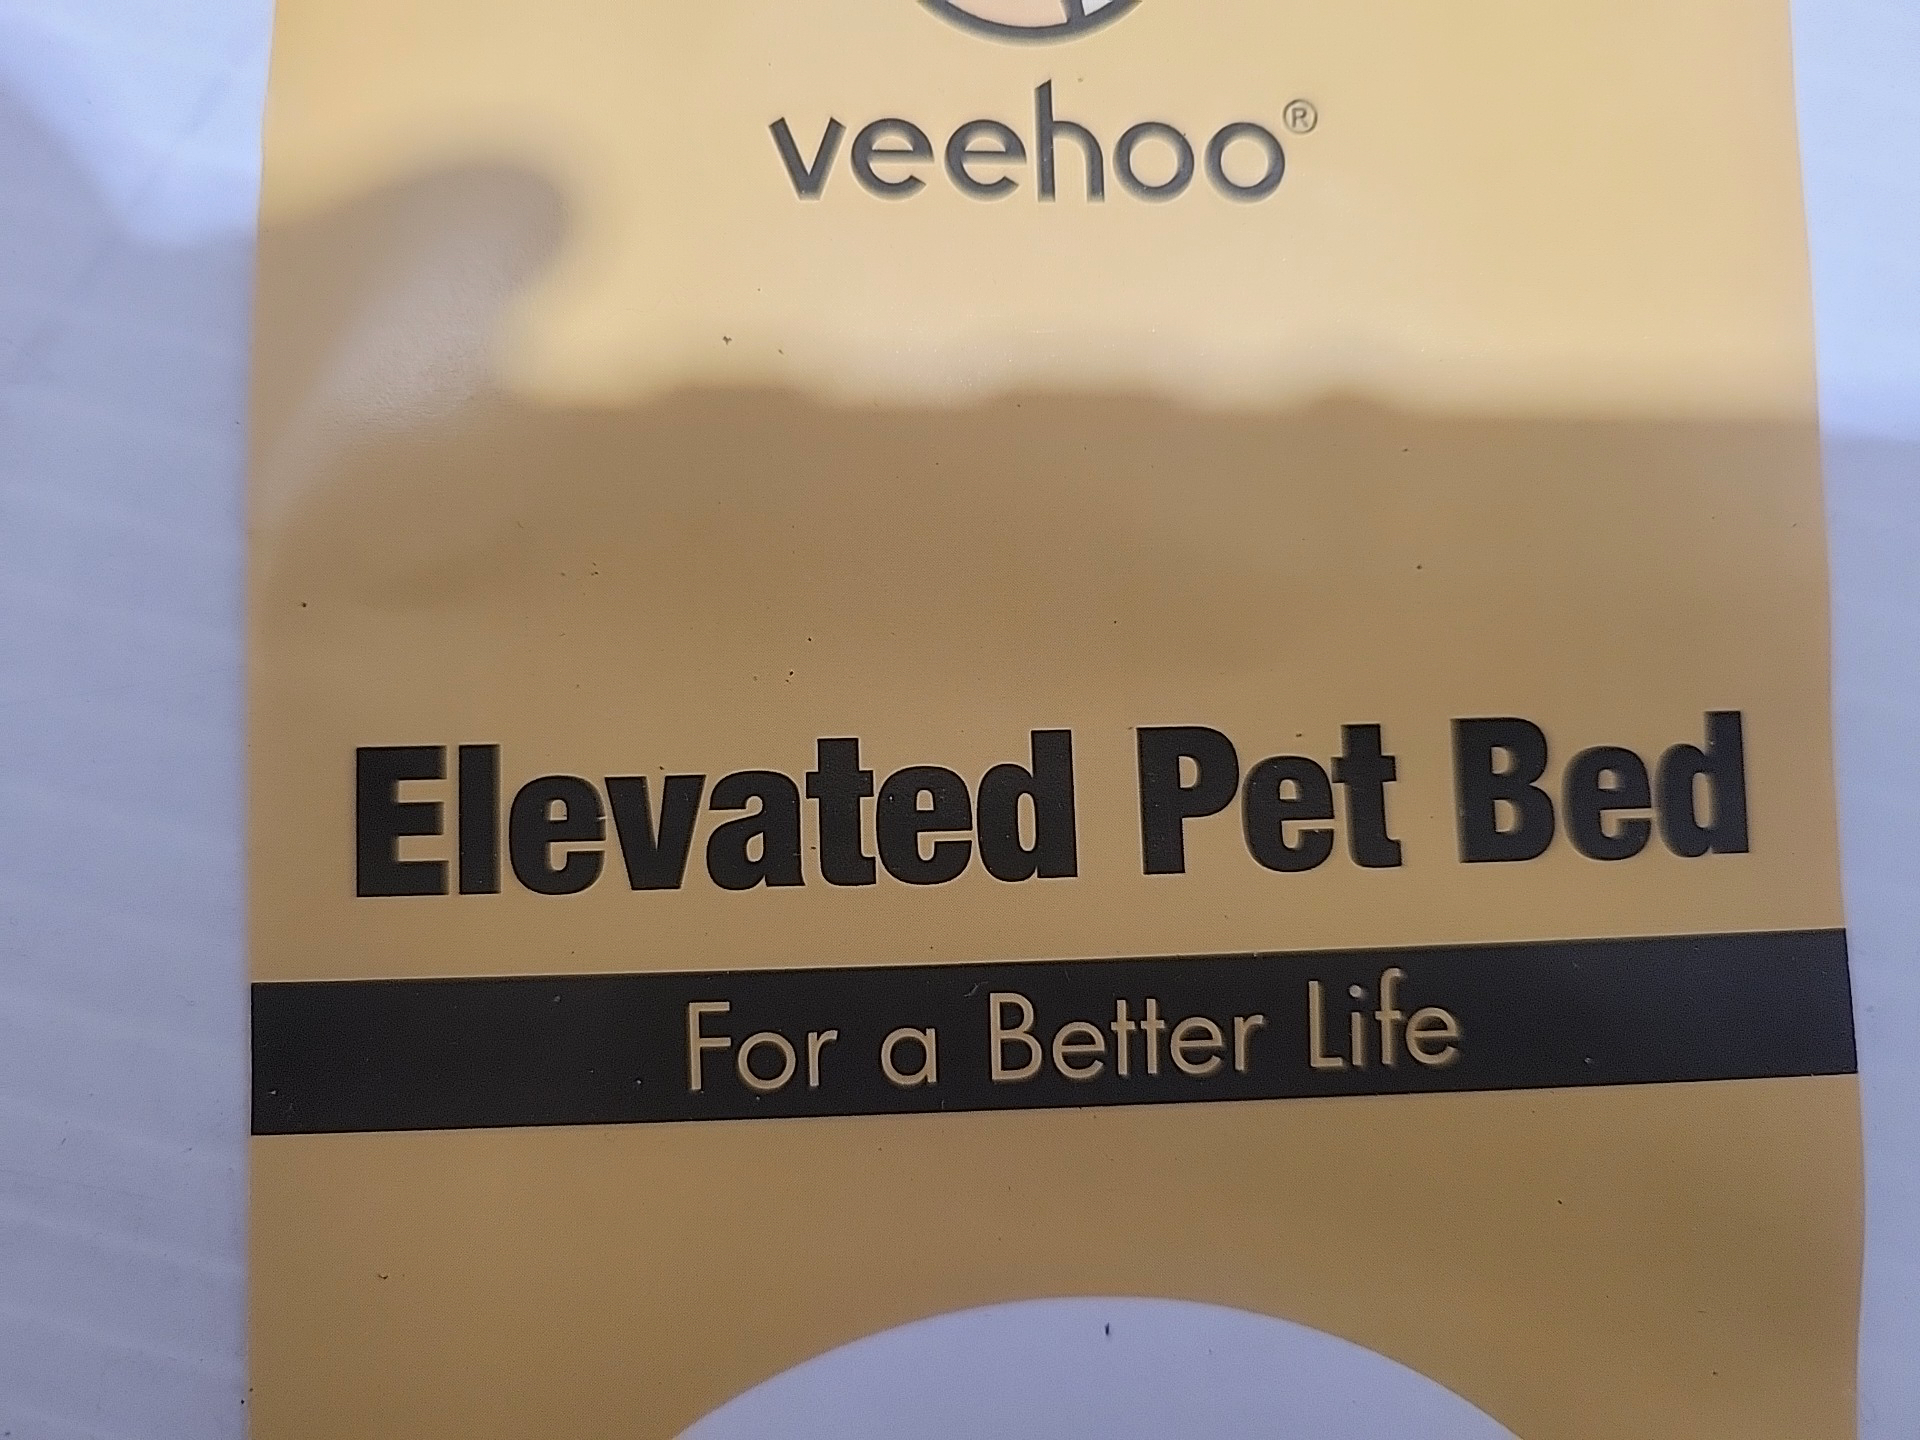 veehoo®
Elevated Pet Bed
For a Better Life